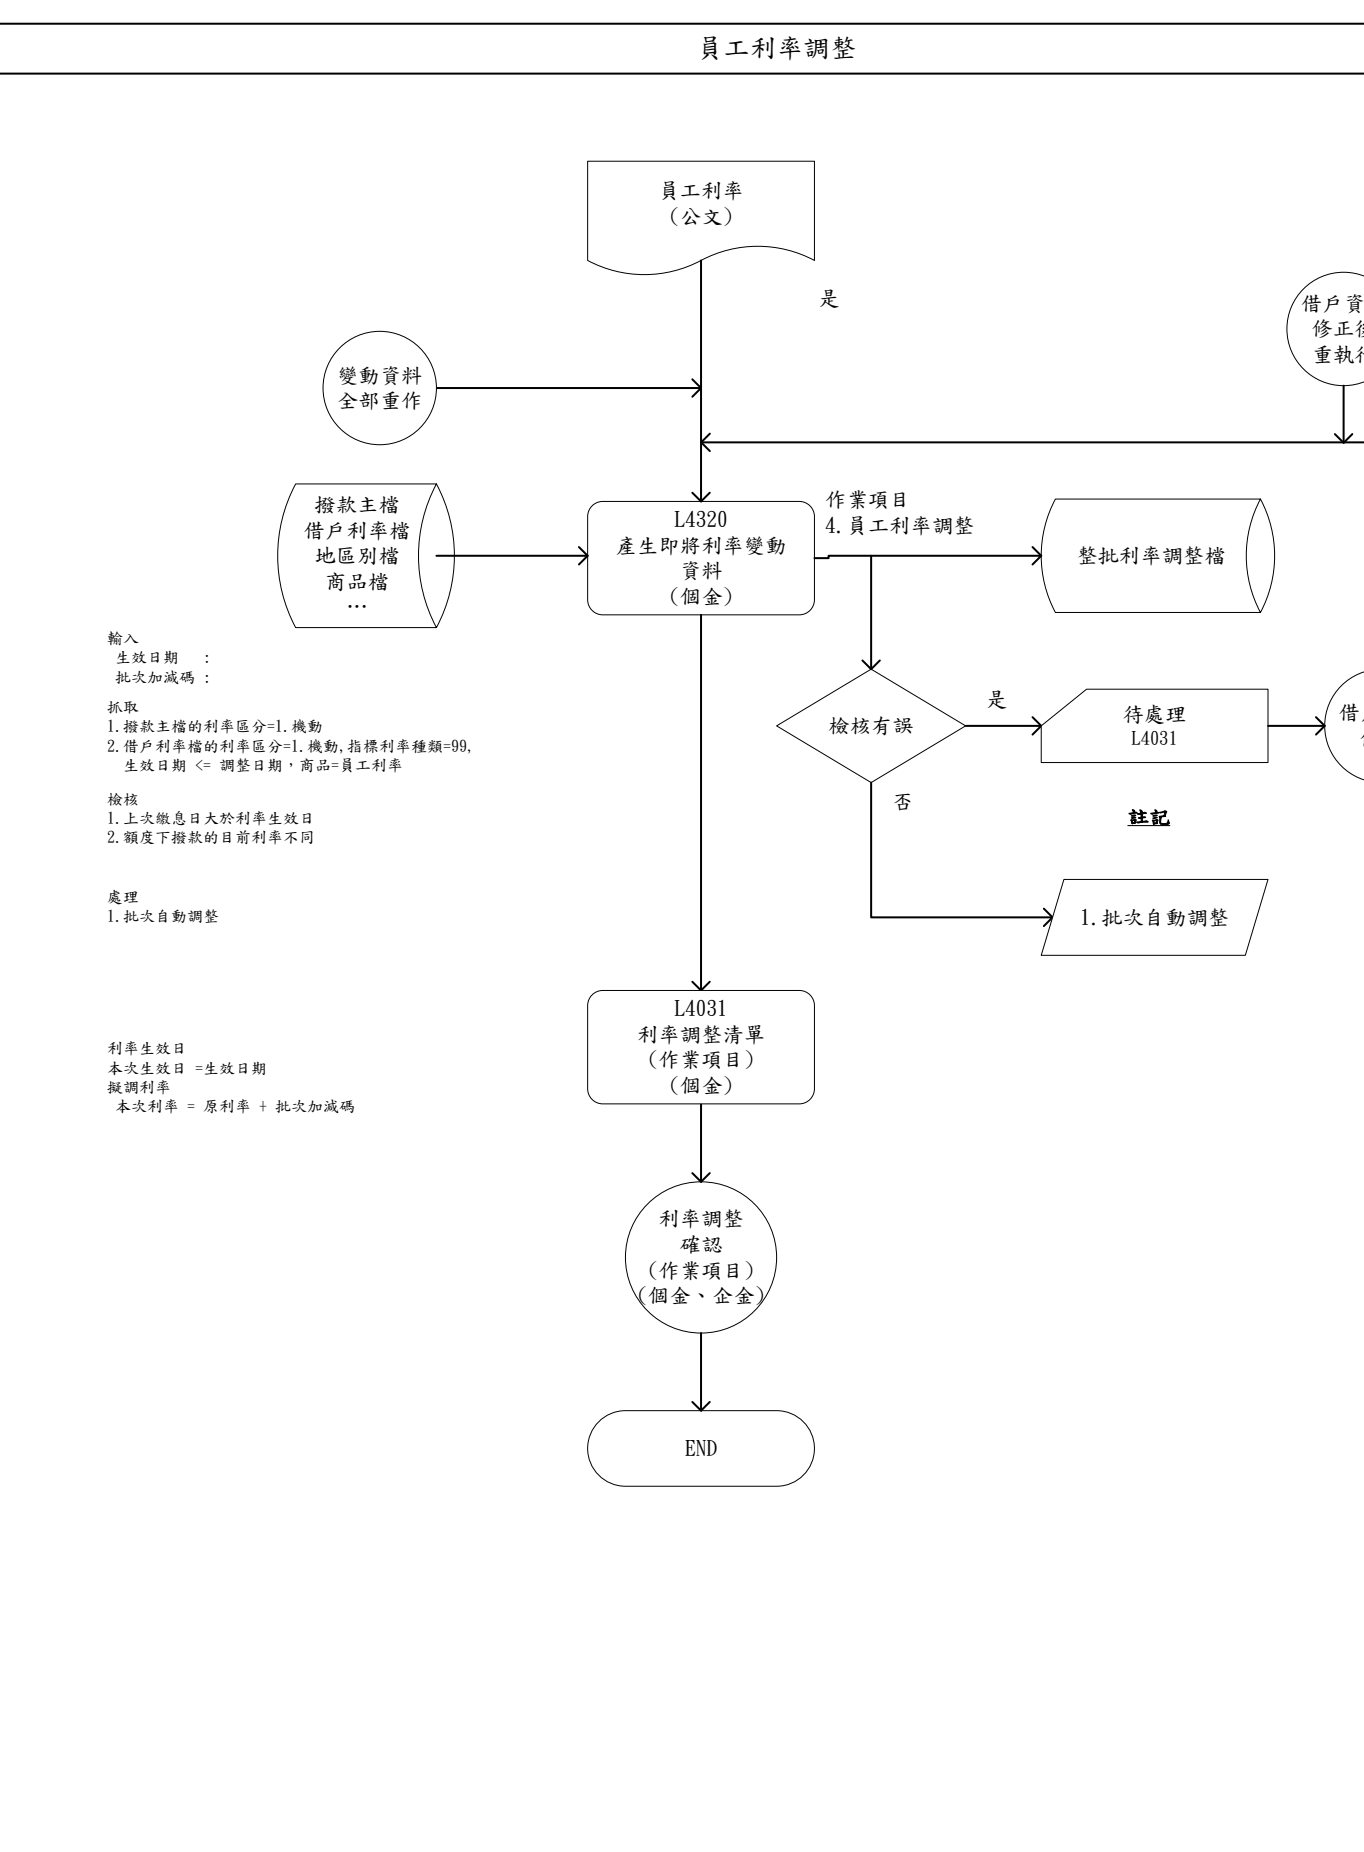 員工利率調整
員工利率
(公文)
是
借戶資
修正
重執
變動資料
全部重作
撥款主檔
借戶利率檔
地區別檔
商品檔
...
L4320
產生即將利率變動
資料
(個金)
作業項目
4.員工利率調整
整批利率調整檔
輸入
生效日期　:
批次加減碼 :
抓取
1.撥款主檔的利率區分=1.機動
2.借戶利率檔的利率區分=1.機動,指標利率種類=99,
生效日期 <= 調整日期，商品=員工利率
檢核
1.上次繳息日大於利率生效日
2.額度下撥款的目前利率不同
處理
1.批次自動調整
檢核有誤
是
待處理
L4031
借
否
註記
1.批次自動調整
利率生效日
本次生效日 =生效日期
擬調利率
本次利率 = 原利率 + 批次加減碼
L4031
利率調整清單
(作業項目)
(個金)
利率調整
確認
(作業項目)
(個金、企金)
END